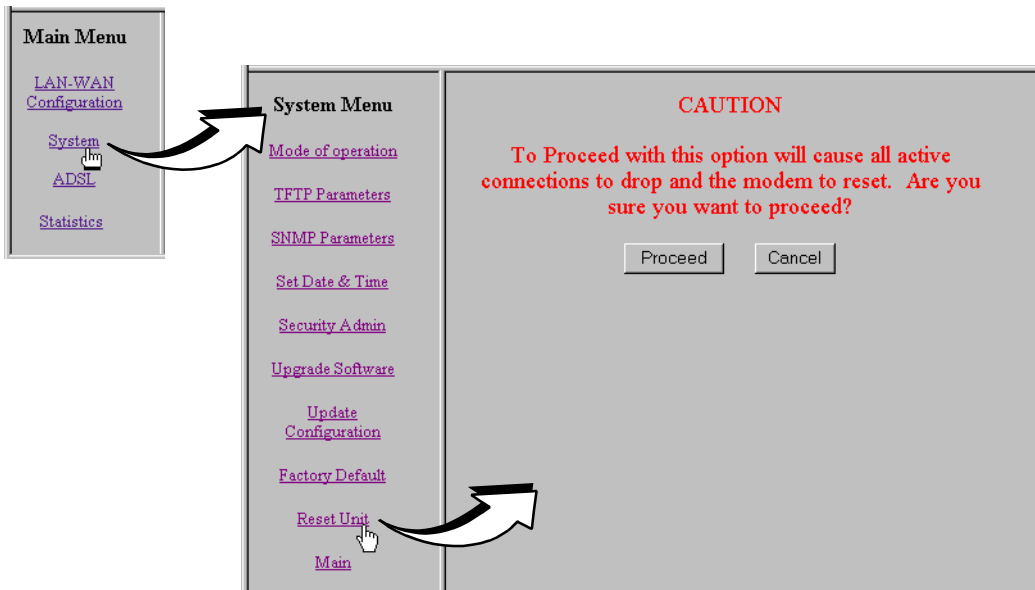 Main Menu
LAN-WAN
Configuration
System
ADSL
Statistics
System Menu
Mode of operation
TFTP Parameters
SNMP Parameters
Set Date & Time
Security Admin
Upgrade Software
Update
Configuration
Factory Default
Reset Unit
Main
CAUTION
To Proceed with this option will cause all active
connections to drop and the modem to reset.  Are you
sure you want to proceed?
Proceed
Cancel